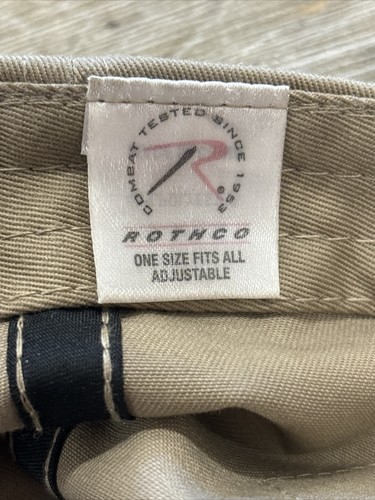 COMBAT TESTED SINCE 1953
R®
ROTHCO
ONE SIZE FITS ALL
ADJUSTABLE